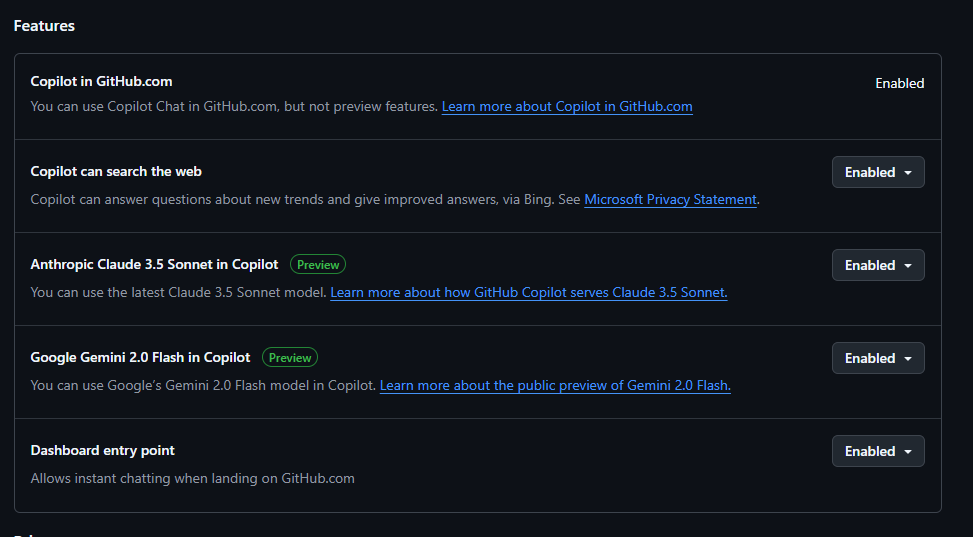 Features
Copilot in GitHub.com
Enabled
You can use Copilot Chat in GitHub.com, but not preview features. Learn more about Copilot in GitHub.com
Copilot can search the web
Enabled
Copilot can answer questions about new trends and give improved answers, via Bing. See Microsoft Privacy Statement.
Anthropic Claude 3.5 Sonnet in Copilot Preview
Enabled
You can use the latest Claude 3.5 Sonnet model. Learn more about how GitHub Copilot serves Claude 3.5 Sonnet.
Google Gemini 2.0 Flash in Copilot Preview
Enabled
You can use Google’s Gemini 2.0 Flash model in Copilot. Learn more about the public preview of Gemini 2.0 Flash.
Dashboard entry point
Enabled
Allows instant chatting when landing on GitHub.com